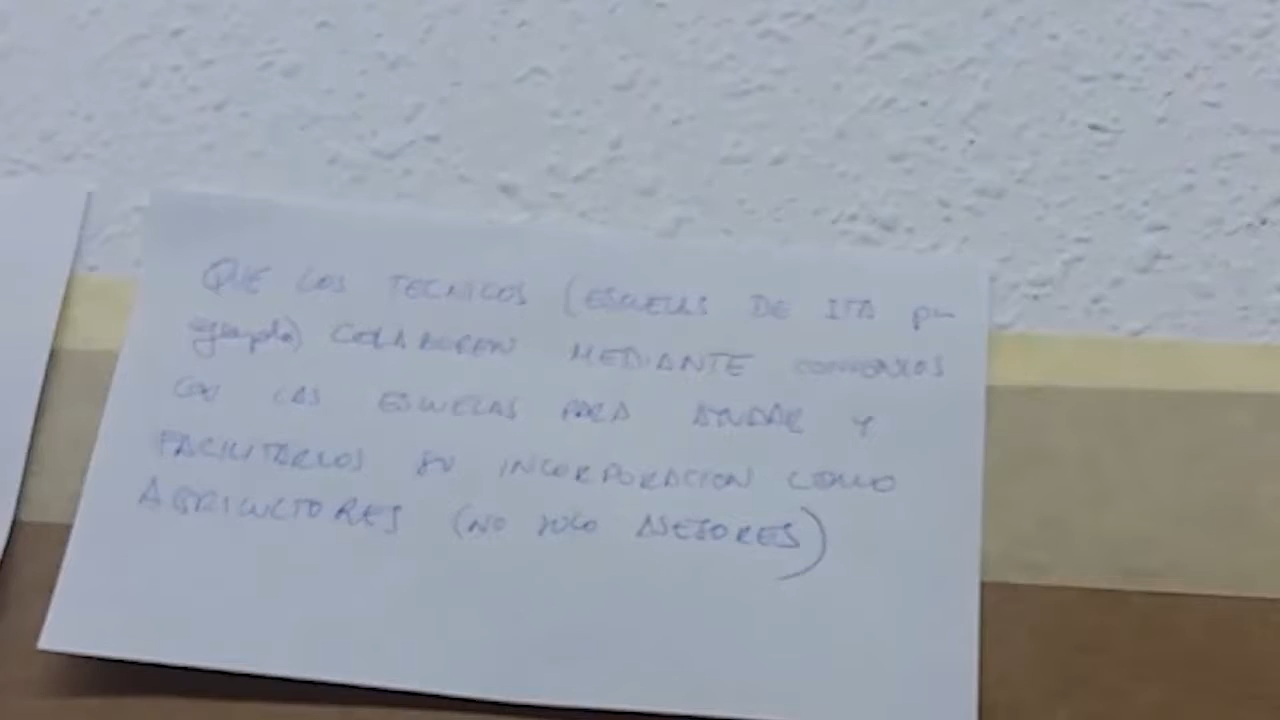 QUE LOS TECNICOS (ESCUELAS DE ITA por
ejemplo) COLABOREN MEDIANTE CONVENIOS
CON LAS ESCUELAS PARA AYUDAR Y
FACILITARLOS SU INCORPORACION COMO
AGRICULTORES (NO SOLO ASESORES)